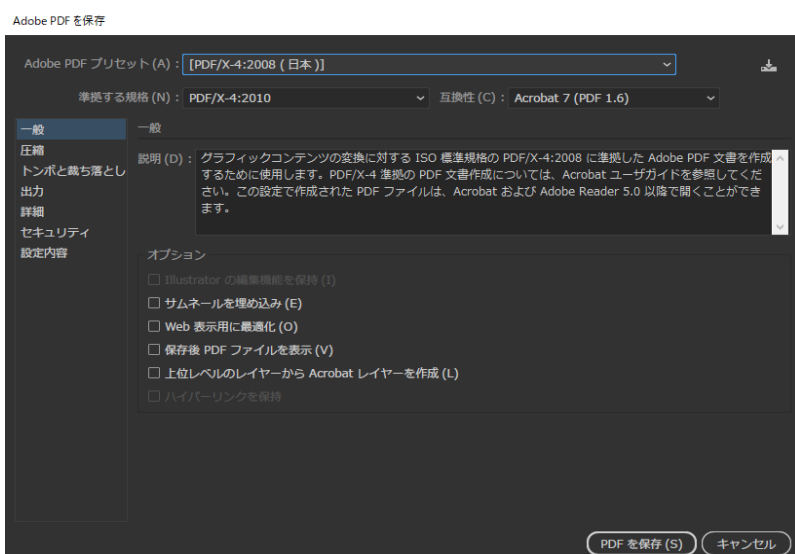 Adobe PDF を保存
Adobe PDF プリセット (A) : [PDF/X-4:2008 ( 日本 )]
準拠する規格 (N) : PDF/X-4:2010 互換性 (C) : Acrobat 7 (PDF 1.6)
一般
圧縮
トンボと裁ち落とし
出力
詳細
セキュリティ
設定内容
一般
説明 (D) : グラフィックコンテンツの変換に対する ISO 標準規格の PDF/X-4:2008 に準拠した Adobe PDF 文書を作成
するために使用します。PDF/X-4 準拠の PDF 文書作成については、Acrobat ユーザガイドを参照してくだ
さい。この設定で作成された PDF ファイルは、Acrobat および Adobe Reader 5.0 以降で開くことができ
ます。
オプション
Illustrator の編集機能を保持 (I)
サムネールを埋め込み (E)
Web 表示用に最適化 (O)
保存後 PDF ファイルを表示 (V)
上位レベルのレイヤーから Acrobat レイヤーを作成 (L)
ハイパーリンクを保持
PDF を保存 (S) キャンセル